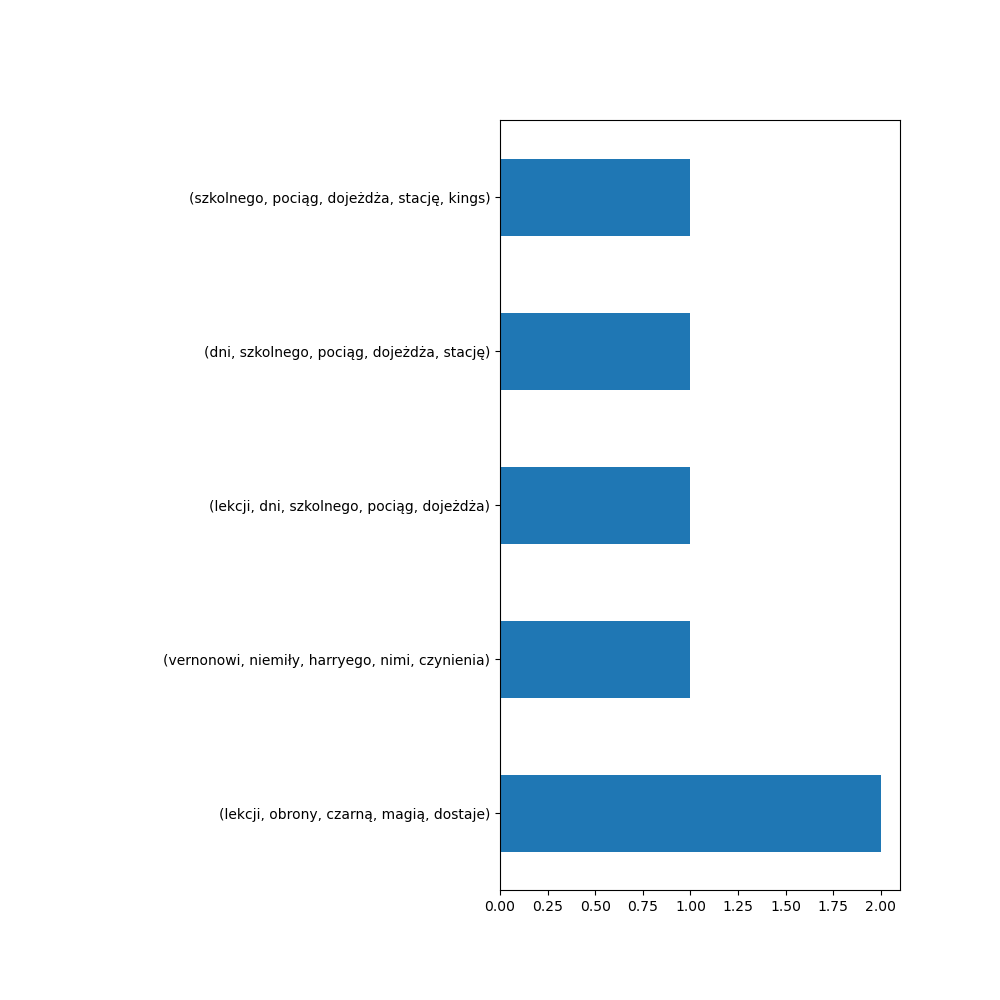 (szkolnego, pociąg, dojeżdża, stację, kings)
(dni, szkolnego, pociąg, dojeżdża, stację)
(lekcji, dni, szkolnego, pociąg, dojeżdża)
(vernonowi, niemiły, harryego, nimi, czynienia)
(lekcji, obrony, czarną, magią, dostaje)
0.00 0.25 0.50 0.75 1.00 1.25 1.50 1.75 2.00